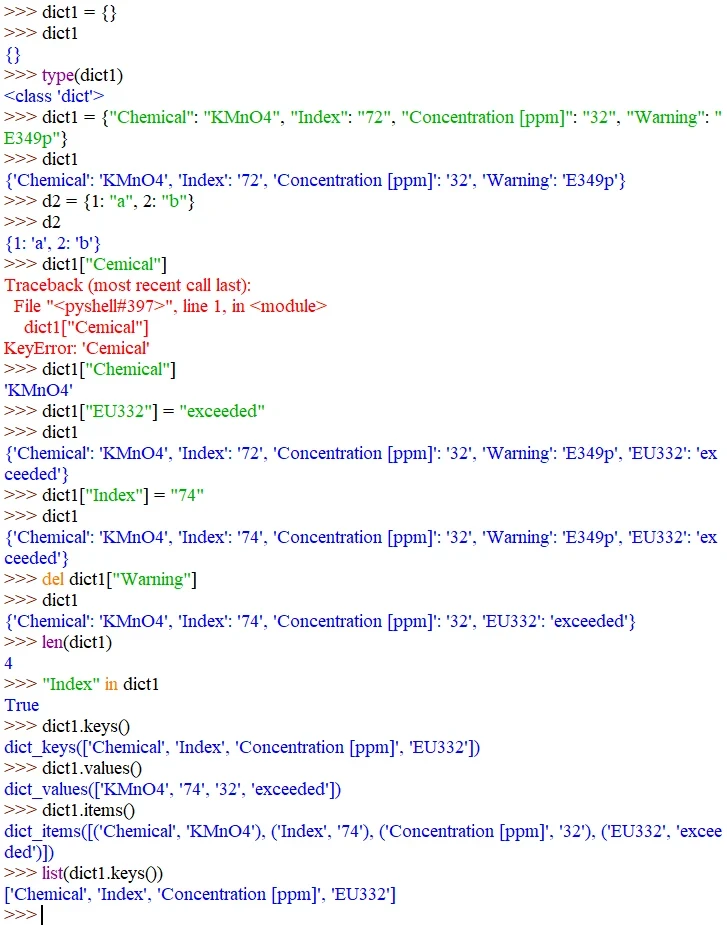 >>> dict1 = {}
>>> dict1
{}
>>> type(dict1)
<class 'dict'>
>>> dict1 = {"Chemical": "KMnO4", "Index": "72", "Concentration [ppm]": "32", "Warning": "
E349p"}
>>> dict1
{'Chemical': 'KMnO4', 'Index': '72', 'Concentration [ppm]': '32', 'Warning': 'E349p'}
>>> d2 = {1: "a", 2: "b"}
>>> d2
{1: 'a', 2: 'b'}
>>> dict1["Cemical"]
Traceback (most recent call last):
  File "<pyshell#397>", line 1, in <module>
    dict1["Cemical"]
KeyError: 'Cemical'
>>> dict1["Chemical"]
'KMnO4'
>>> dict1["EU332"] = "exceeded"
>>> dict1
{'Chemical': 'KMnO4', 'Index': '72', 'Concentration [ppm]': '32', 'Warning': 'E349p', 'EU332': 'ex
ceeded'}
>>> dict1["Index"] = "74"
>>> dict1
{'Chemical': 'KMnO4', 'Index': '74', 'Concentration [ppm]': '32', 'Warning': 'E349p', 'EU332': 'ex
ceeded'}
>>> del dict1["Warning"]
>>> dict1
{'Chemical': 'KMnO4', 'Index': '74', 'Concentration [ppm]': '32', 'EU332': 'exceeded'}
>>> len(dict1)
4
>>> "Index" in dict1
True
>>> dict1.keys()
dict_keys(['Chemical', 'Index', 'Concentration [ppm]', 'EU332'])
>>> dict1.values()
dict_values(['KMnO4', '74', '32', 'exceeded'])
>>> dict1.items()
dict_items([('Chemical', 'KMnO4'), ('Index', '74'), ('Concentration [ppm]', '32'), ('EU332', 'excee
ded')])
>>> list(dict1.keys())
['Chemical', 'Index', 'Concentration [ppm]', 'EU332']
>>>